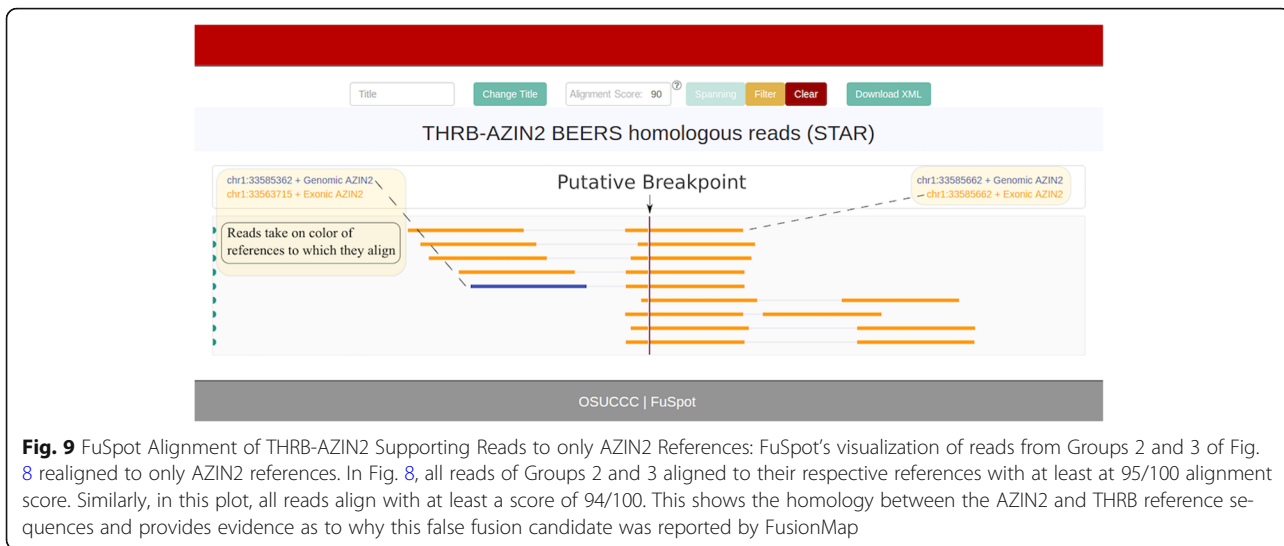 Title
Change Title
Alignment Score: 90
?
Spanning
Filter
Clear
Download XML
THRB-AZIN2 BEERS homologous reads (STAR)
chr1:33585362 + Genomic AZIN2
chr1:33563715 + Exonic AZIN2
Putative Breakpoint
chr1:33585662 + Genomic AZIN2
chr1:33585662 + Exonic AZIN2
Reads take on color of
references to which they align
OSUCCC | FuSpot
Fig. 9 FuSpot Alignment of THRB-AZIN2 Supporting Reads to only AZIN2 References: FuSpot's visualization of reads from Groups 2 and 3 of Fig.
8 realigned to only AZIN2 references. In Fig. 8, all reads of Groups 2 and 3 aligned to their respective references with at least at 95/100 alignment
score. Similarly, in this plot, all reads align with at least a score of 94/100. This shows the homology between the AZIN2 and THRB reference se-
quences and provides evidence as to why this false fusion candidate was reported by FusionMap